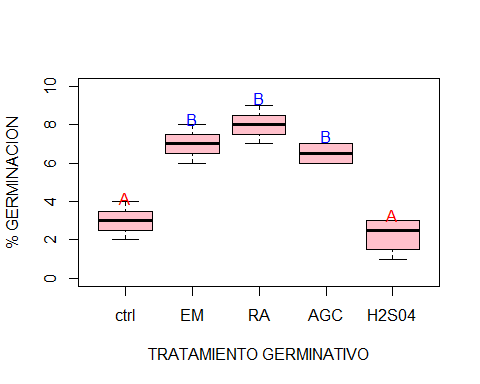 % GERMINACION
10
8
6
4
2
0
A
B
B
B
A
ctrl EM RA AGC H2S04
TRATAMIENTO GERMINATIVO